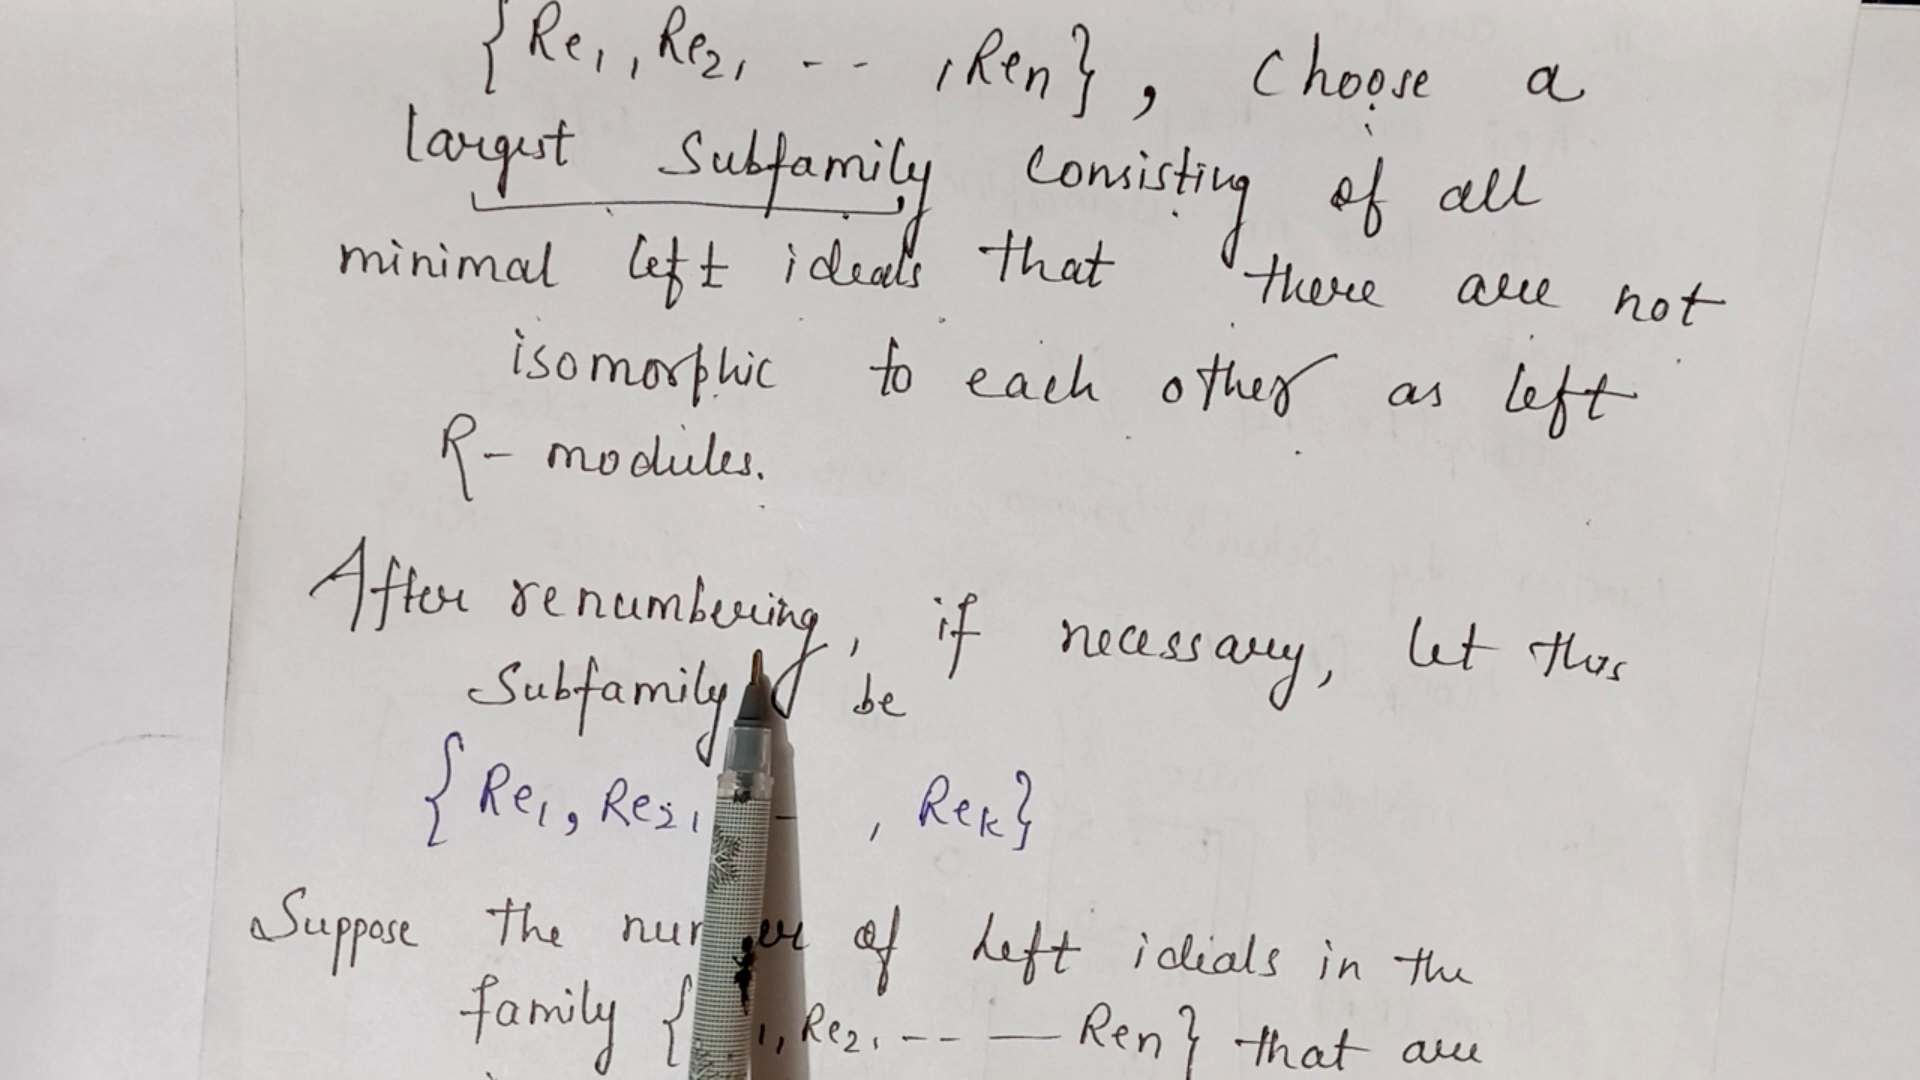 {Re₁, Re₂, - - , Ren}, Choose a
largest Subfamily Consisting of all
minimal left ideals that there are not
isomorphic to each other as left
R- modules.
After renumbering, if necessary, let this
Subfamily be
{Re₁, Re₂, - , Rek}
Suppose the of left ideals in the
family { ₁, Re₂, - - — Ren} that are